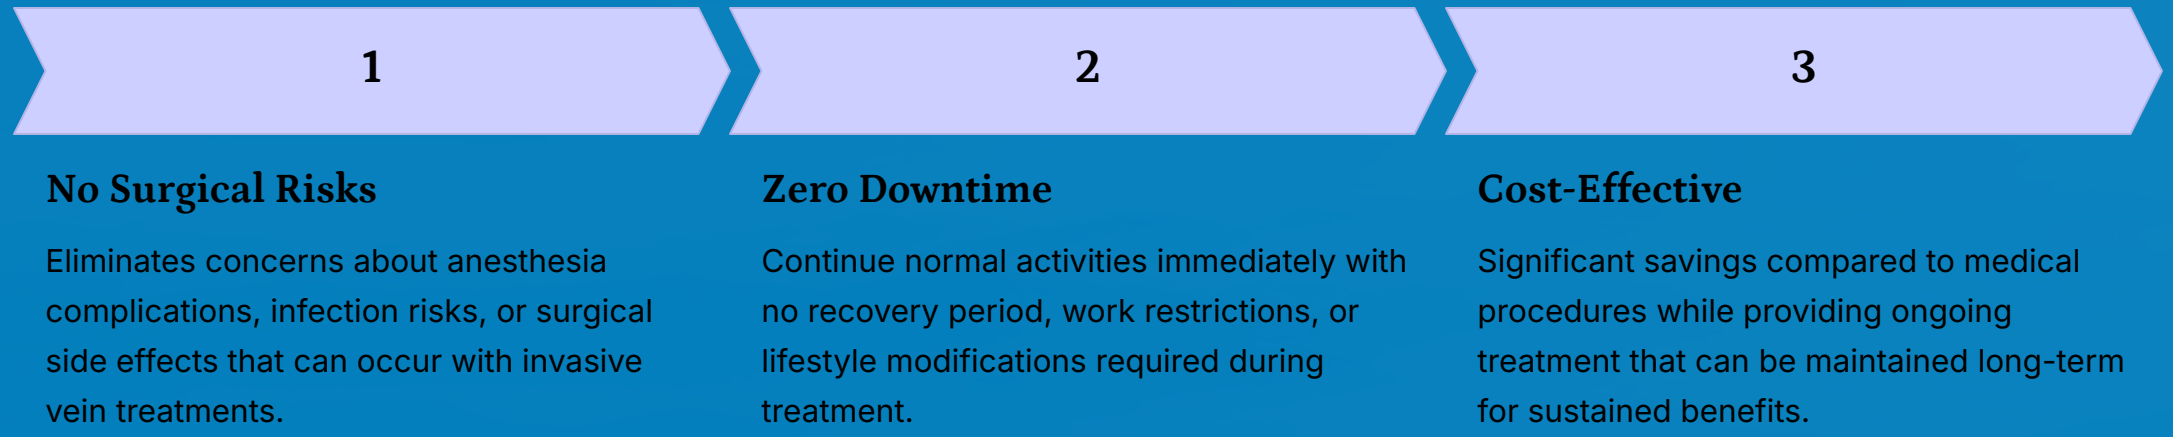 1
No Surgical Risks
Eliminates concerns about anesthesia
complications, infection risks, or surgical
side effects that can occur with invasive
vein treatments.
2
Zero Downtime
Continue normal activities immediately with
no recovery period, work restrictions, or
lifestyle modifications required during
treatment.
3
Cost-Effective
Significant savings compared to medical
procedures while providing ongoing
treatment that can be maintained long-term
for sustained benefits.